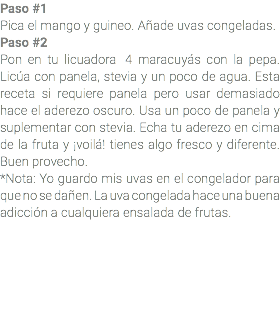 Paso #1
Pica el mango y guineo. Añade uvas congeladas.
Paso #2
Pon en tu licuadora 4 maracuyás con la pepa.
Licúa con panela, stevia y un poco de agua. Esta
receta si requiere panela pero usar demasiado
hace el aderezo oscuro. Usa un poco de panela y
suplementar con stevia. Echa tu aderezo en cima
de la fruta y ¡voilá! tienes algo fresco y diferente.
Buen provecho.
*Nota: Yo guardo mis uvas en el congelador para
que no se dañen. La uva congelada hace una buena
adicción a cualquiera ensalada de frutas.